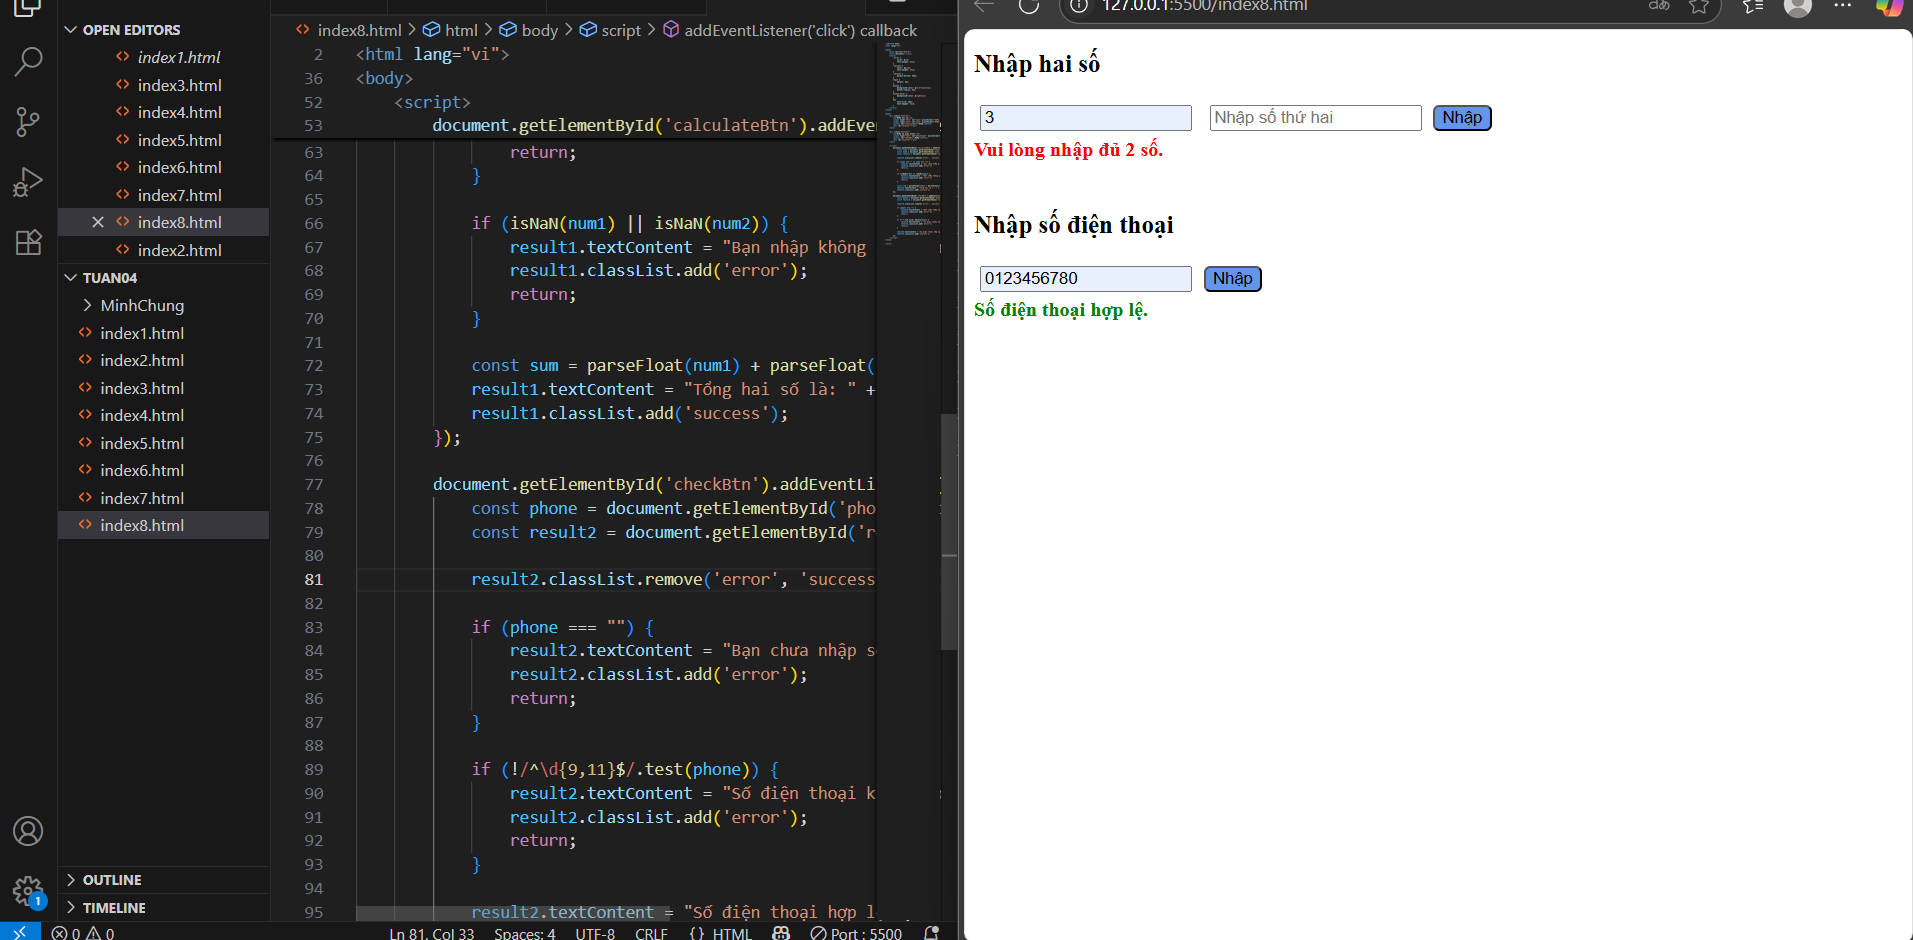 OPEN EDITORS
index1.html
index3.html
index4.html
index5.html
index6.html
index7.html
index8.html
index2.html
TUAN04
MinhChung
index1.html
index2.html
index3.html
index4.html
index5.html
index6.html
index7.html
index8.html
OUTLINE
TIMELINE
1
index8.html > html > body > script > addEventListener('click') callback
2 <html lang="vi">
36 <body>
52 <script>
53 document.getElementById('calculateBtn').addEve
63 return;
64 }
65
66 if (isNaN(num1) || isNaN(num2)) {
67 result1.textContent = "Bạn nhập không
68 result1.classList.add('error');
69 return;
70 }
71
72 const sum = parseFloat(num1) + parseFloat(
73 result1.textContent = "Tổng hai số là: " +
74 result1.classList.add('success');
75 });
76
77 document.getElementById('checkBtn').addEventLi
78 const phone = document.getElementById('pho
79 const result2 = document.getElementById('r
80
81 result2.classList.remove('error', 'success
82
83 if (phone === "") {
84 result2.textContent = "Bạn chưa nhập s
85 result2.classList.add('error');
86 return;
87 }
88
89 if (!/^\d{9,11}$/.test(phone)) {
90 result2.textContent = "Số điện thoại k
91 result2.classList.add('error');
92 return;
93 }
94
95 result2.textContent = "Số điện thoại hợp l
0 0 Ln 81, Col 33 Spaces: 4 UTF-8 CRLF {} HTML Port : 5500
127.0.0.1:5500/index8.html
Nhập hai số
3 Nhập số thứ hai Nhập
Vui lòng nhập đủ 2 số.
Nhập số điện thoại
0123456780 Nhập
Số điện thoại hợp lệ.